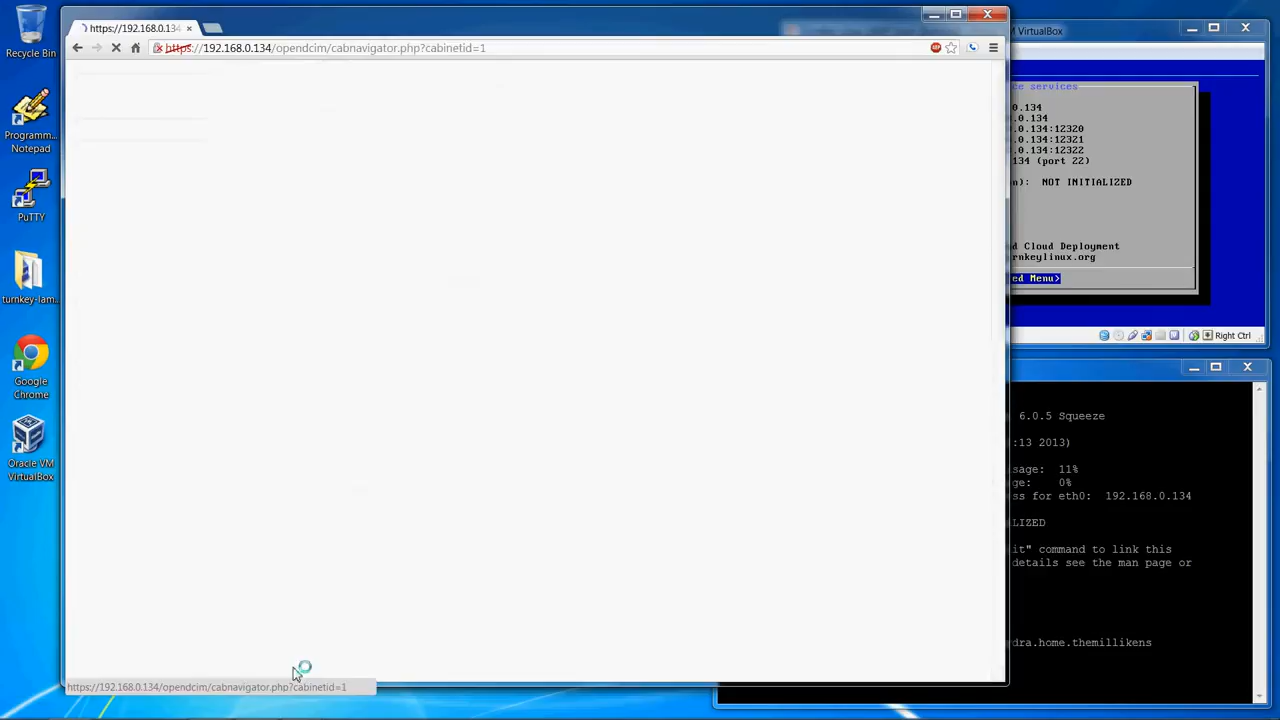 Recycle Bin
Programm...
Notepad
PuTTY
turnkey-lam...
Google
Chrome
Oracle VM
VirtualBox
https://192.168.0.134
https://192.168.0.134/opendcim/cabnavigator.php?cabinetid=1
https://192.168.0.134/opendcim/cabnavigator.php?cabinetid=1
M VirtualBox
ce services
0.134
.0.134
.0.134:12320
.0.134:12321
.0.134:12322
134 (port 22)
n): NOT INITIALIZED
d Cloud Deployment
urnkeylinux.org
ed Menu>
Right Ctrl
6.0.5 Squeeze
:13 2013)
sage: 11%
ge: 0%
ss for eth0: 192.168.0.134
LIZED
it" command to link this
details see the man page or
dra.home.themillikens